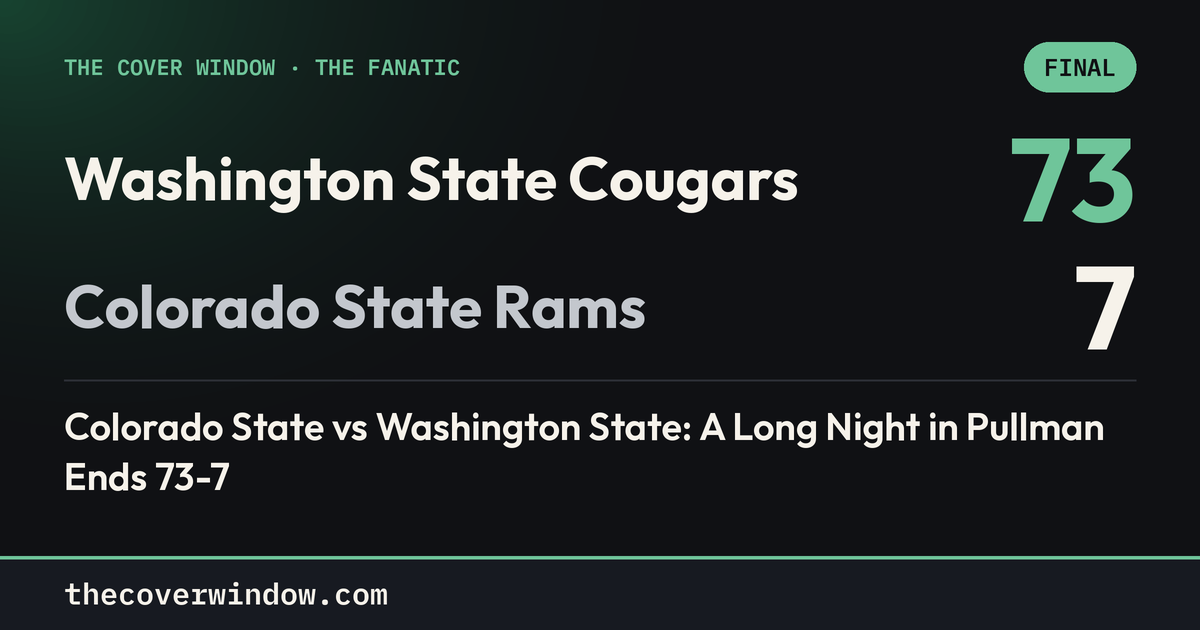 THE COVER WINDOW · THE FANATIC
FINAL
Washington State Cougars
73
Colorado State Rams
7
Colorado State vs Washington State: A Long Night in Pullman
Ends 73-7
thecoverwindow.com